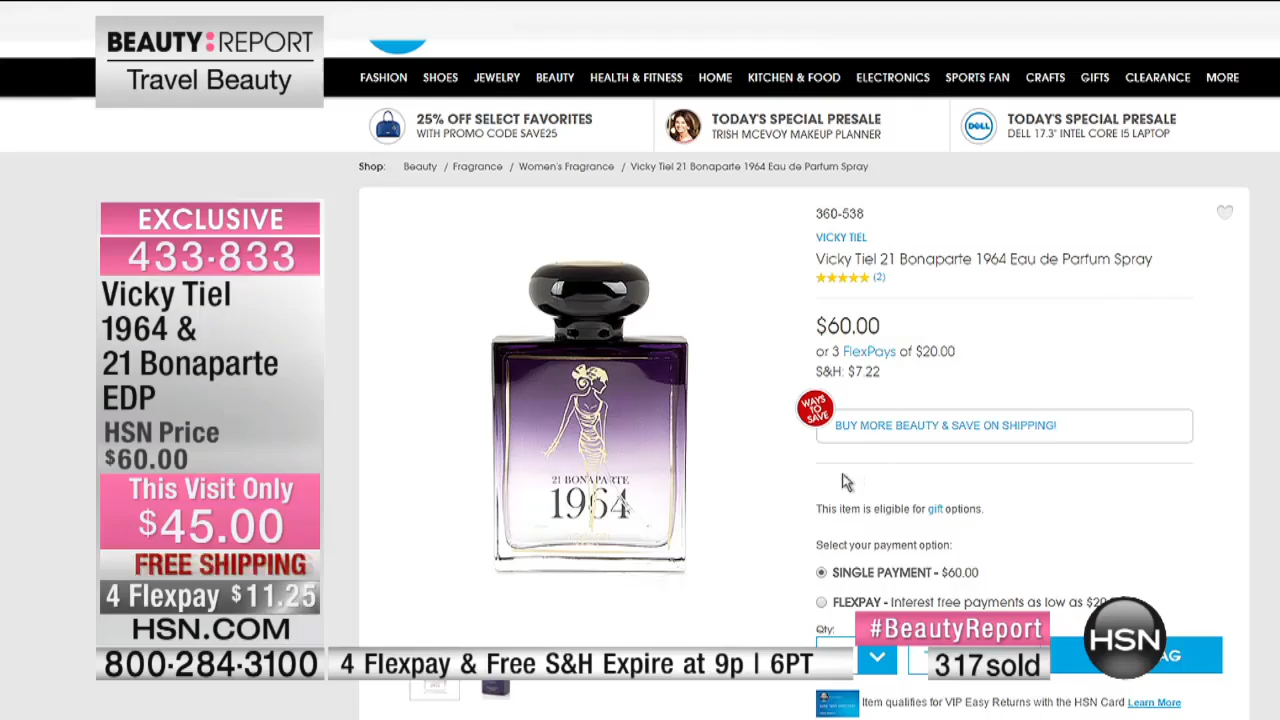 BEAUTY:REPORT
Travel Beauty
FASHION SHOES JEWELRY BEAUTY HEALTH & FITNESS HOME KITCHEN & FOOD ELECTRONICS SPORTS FAN CRAFTS GIFTS CLEARANCE MORE
25% OFF SELECT FAVORITES
WITH PROMO CODE SAVE25
TODAY'S SPECIAL PRESALE
TRISH MCEVOY MAKEUP PLANNER
DELL
TODAY'S SPECIAL PRESALE
DELL 17.3" INTEL CORE I5 LAPTOP
Shop: Beauty / Fragrance / Women's Fragrance / Vicky Tiel 21 Bonaparte 1964 Eau de Parfum Spray
EXCLUSIVE
433-833
Vicky Tiel
1964 &
21 Bonaparte
EDP
HSN Price
$60.00
This Visit Only
$45.00
FREE SHIPPING
4 Flexpay $11.25
HSN.COM
800-284-3100
21 BONAPARTE
1964
360-538
VICKY TIEL
Vicky Tiel 21 Bonaparte 1964 Eau de Parfum Spray
(2)
$60.00
or 3 FlexPays of $20.00
S&H: $7.22
WAYS
TO
SAVE
BUY MORE BEAUTY & SAVE ON SHIPPING!
This item is eligible for gift options.
Select your payment option:
SINGLE PAYMENT - $60.00
FLEXPAY - Interest free payments as low as $20
Qty:
#BeautyReport
317 sold
HSN
AG
4 Flexpay & Free S&H Expire at 9p | 6PT
Item qualifies for VIP Easy Returns with the HSN Card Learn More